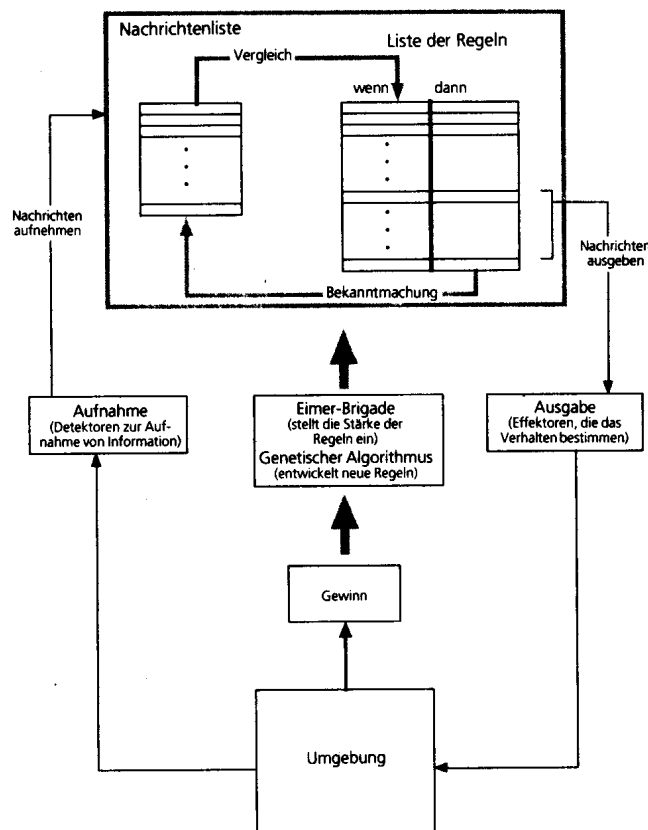 Nachrichtenliste
Liste der Regeln
Vergleich
wenn
dann
Nachrichten
aufnehmen
Nachrichten
ausgeben
Bekanntmachung
Aufnahme
(Detektoren zur Auf-
nahme von Information)
Eimer-Brigade
(stellt die Stärke der
Regeln ein)
Genetischer Algorithmus
(entwickelt neue Regeln)
Ausgabe
(Effektoren, die das
Verhalten bestimmen)
Gewinn
Umgebung